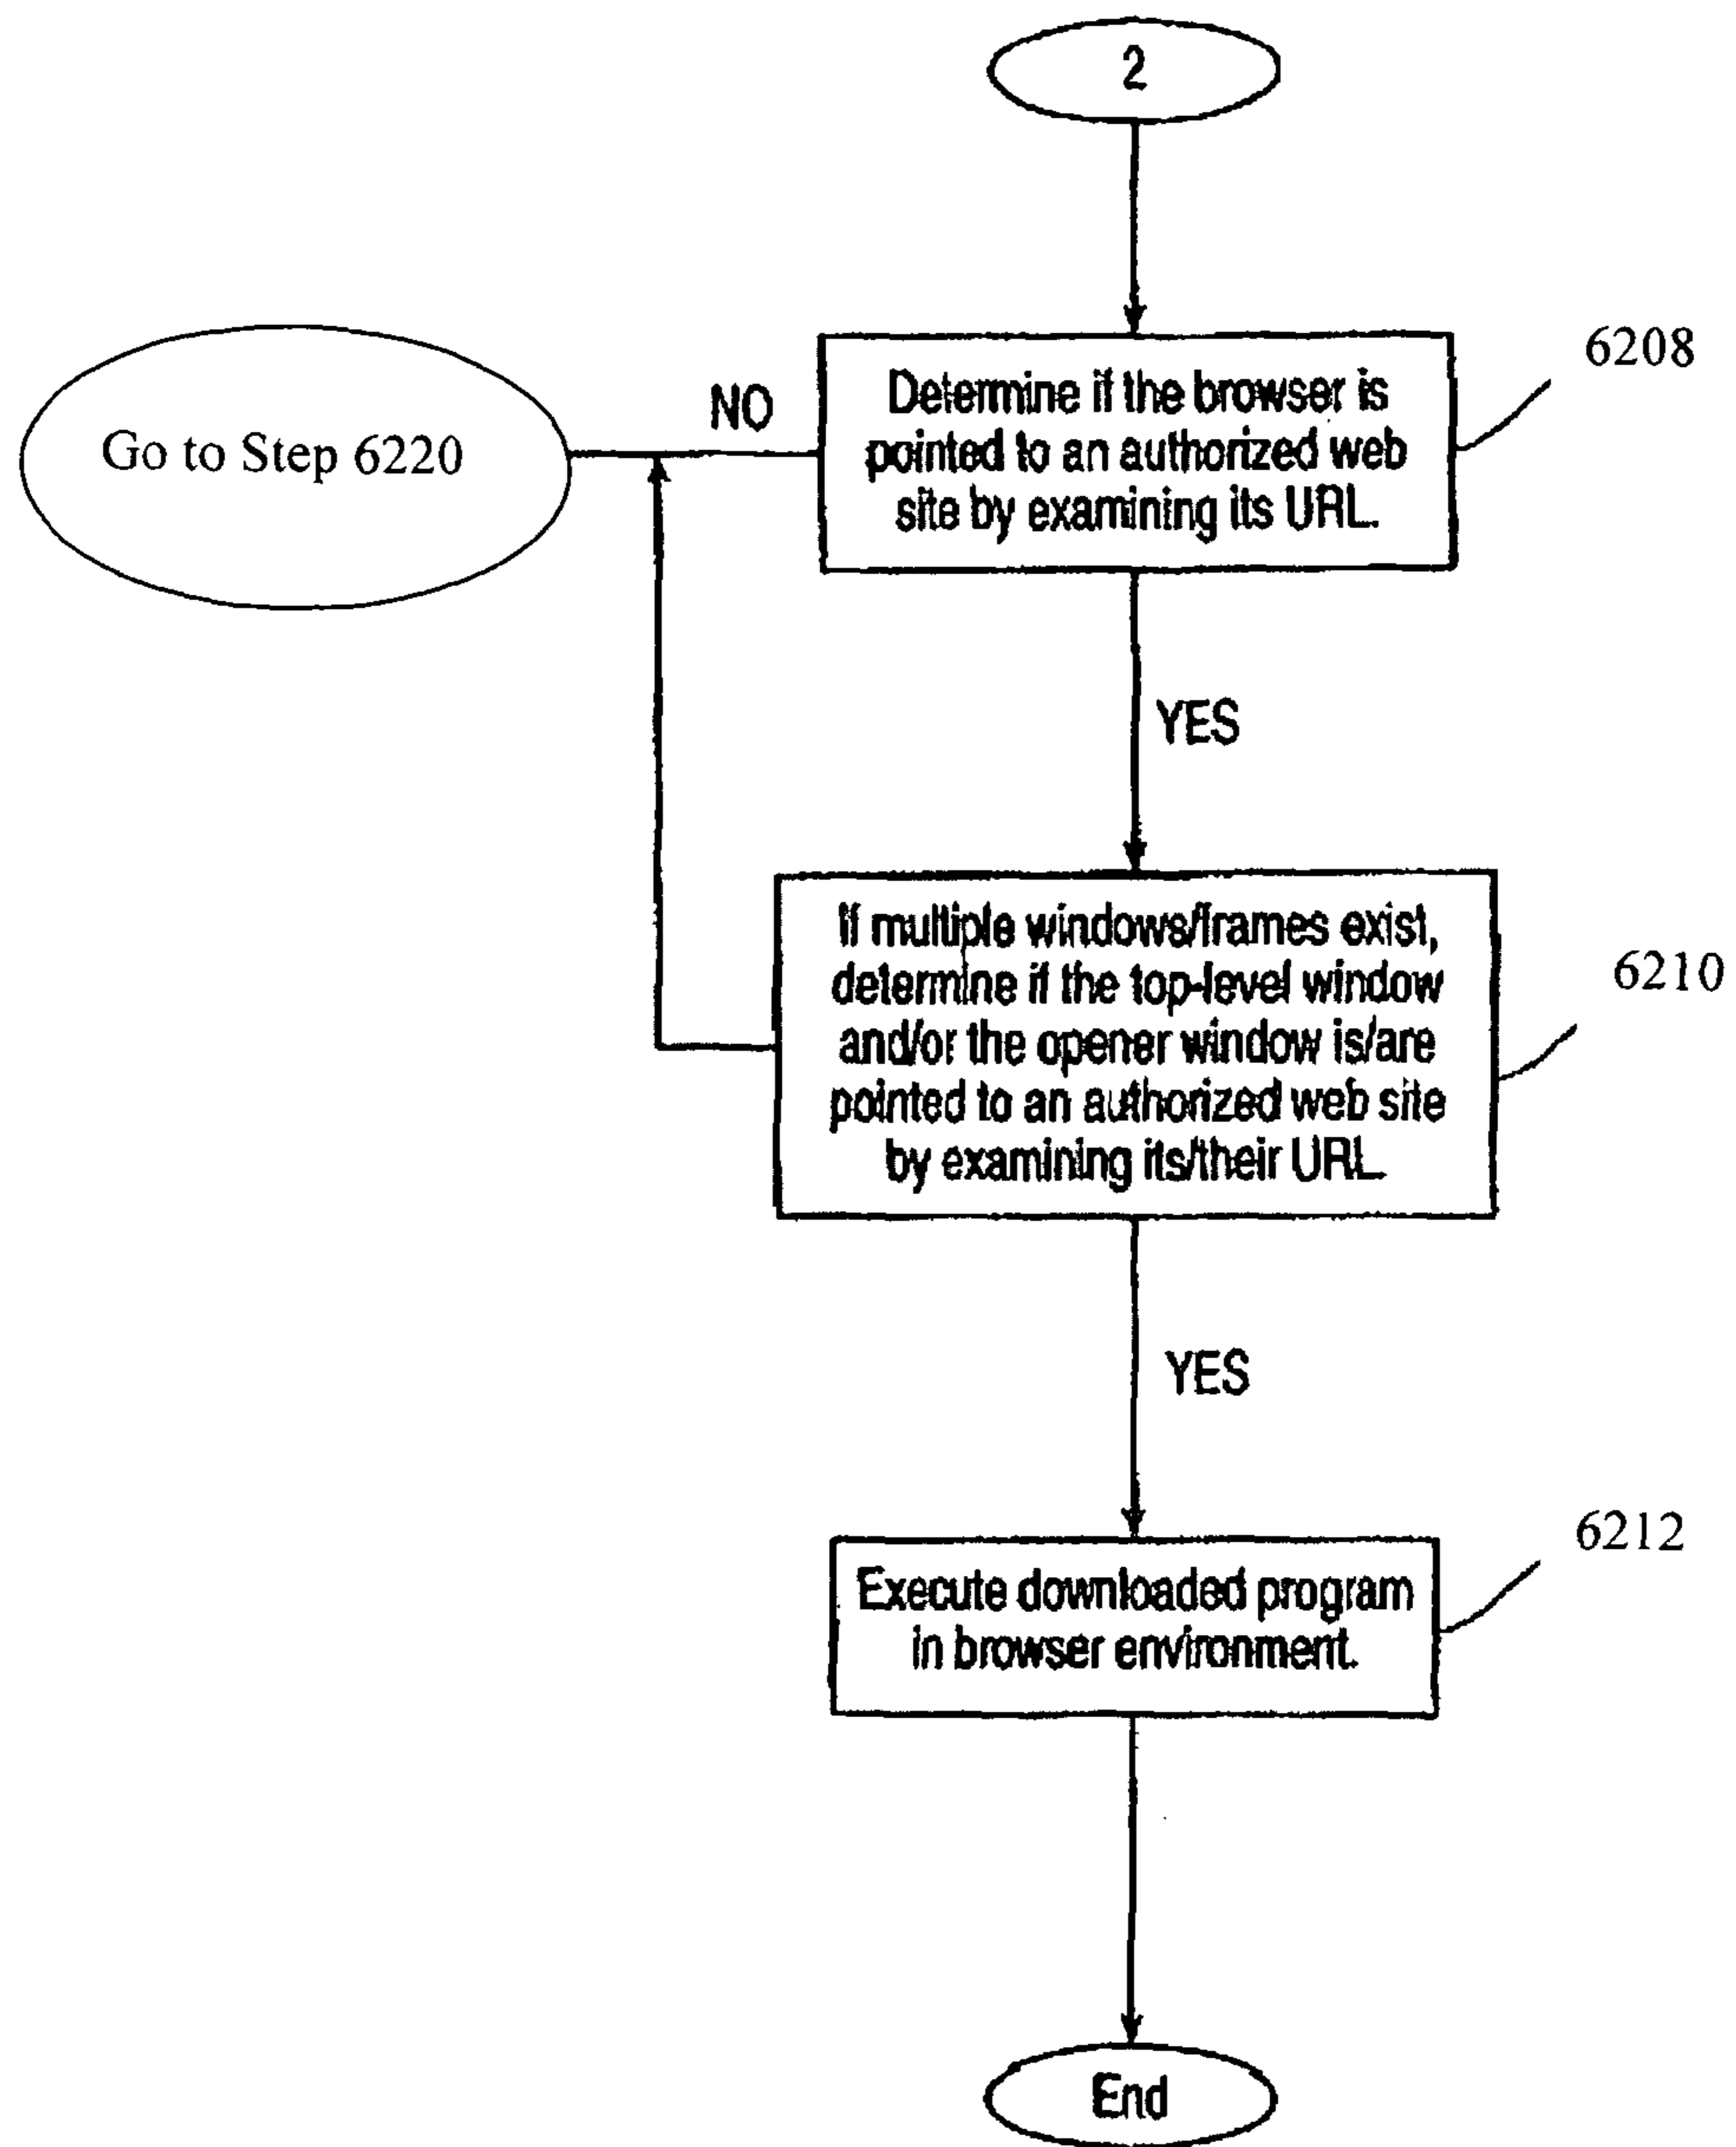 2
6208
Determine if the browser is
pointed to an authorized web
site by examining its URL.
NO
Go to Step 6220
YES
If multiple windows/frames exist,
determine if the top-level window
and/or the opener window is/are
pointed to an authorized web site
by examining its/their URL.
6210
YES
6212
Execute downloaded program
in browser environment.
End